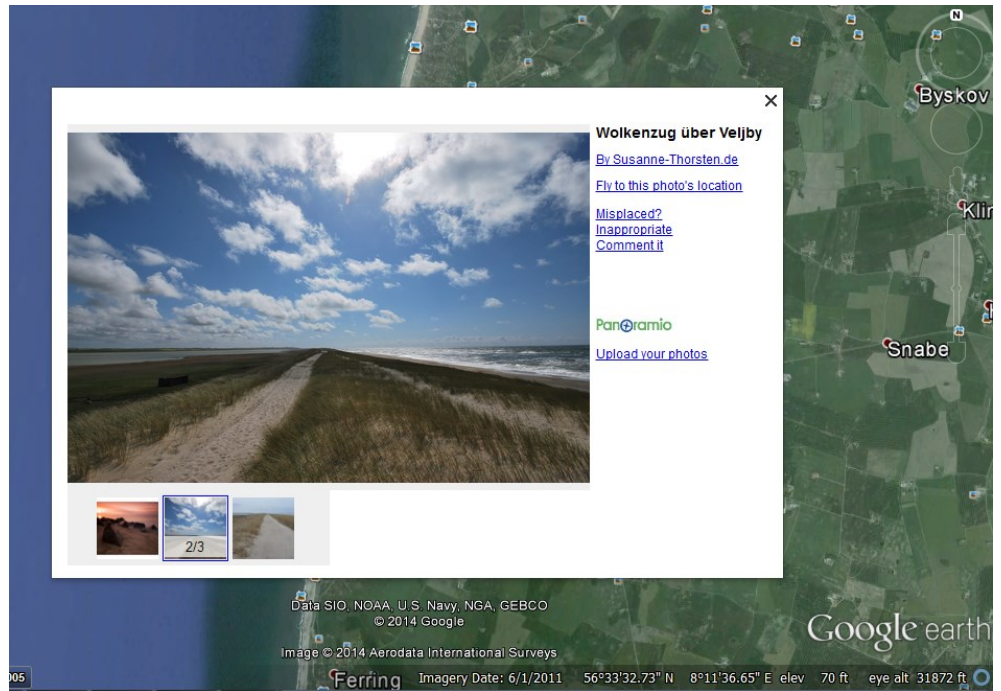 N
Byskov
Wolkenzug über Veljby
By Susanne-Thorsten.de
Fly to this photo's location
Misplaced?
Inappropriate
Comment it
Klin
Panoramio
Snabe
Upload your photos
2/3
Data SIO, NOAA, U.S. Navy, NGA, GEBCO
© 2014 Google
Image © 2014 Aerodata International Surveys
Google earth
005
Ferring
Imagery Date: 6/1/2011 56°33'32.73" N 8°11'36.65" E elev 70 ft eye alt 31872 ft